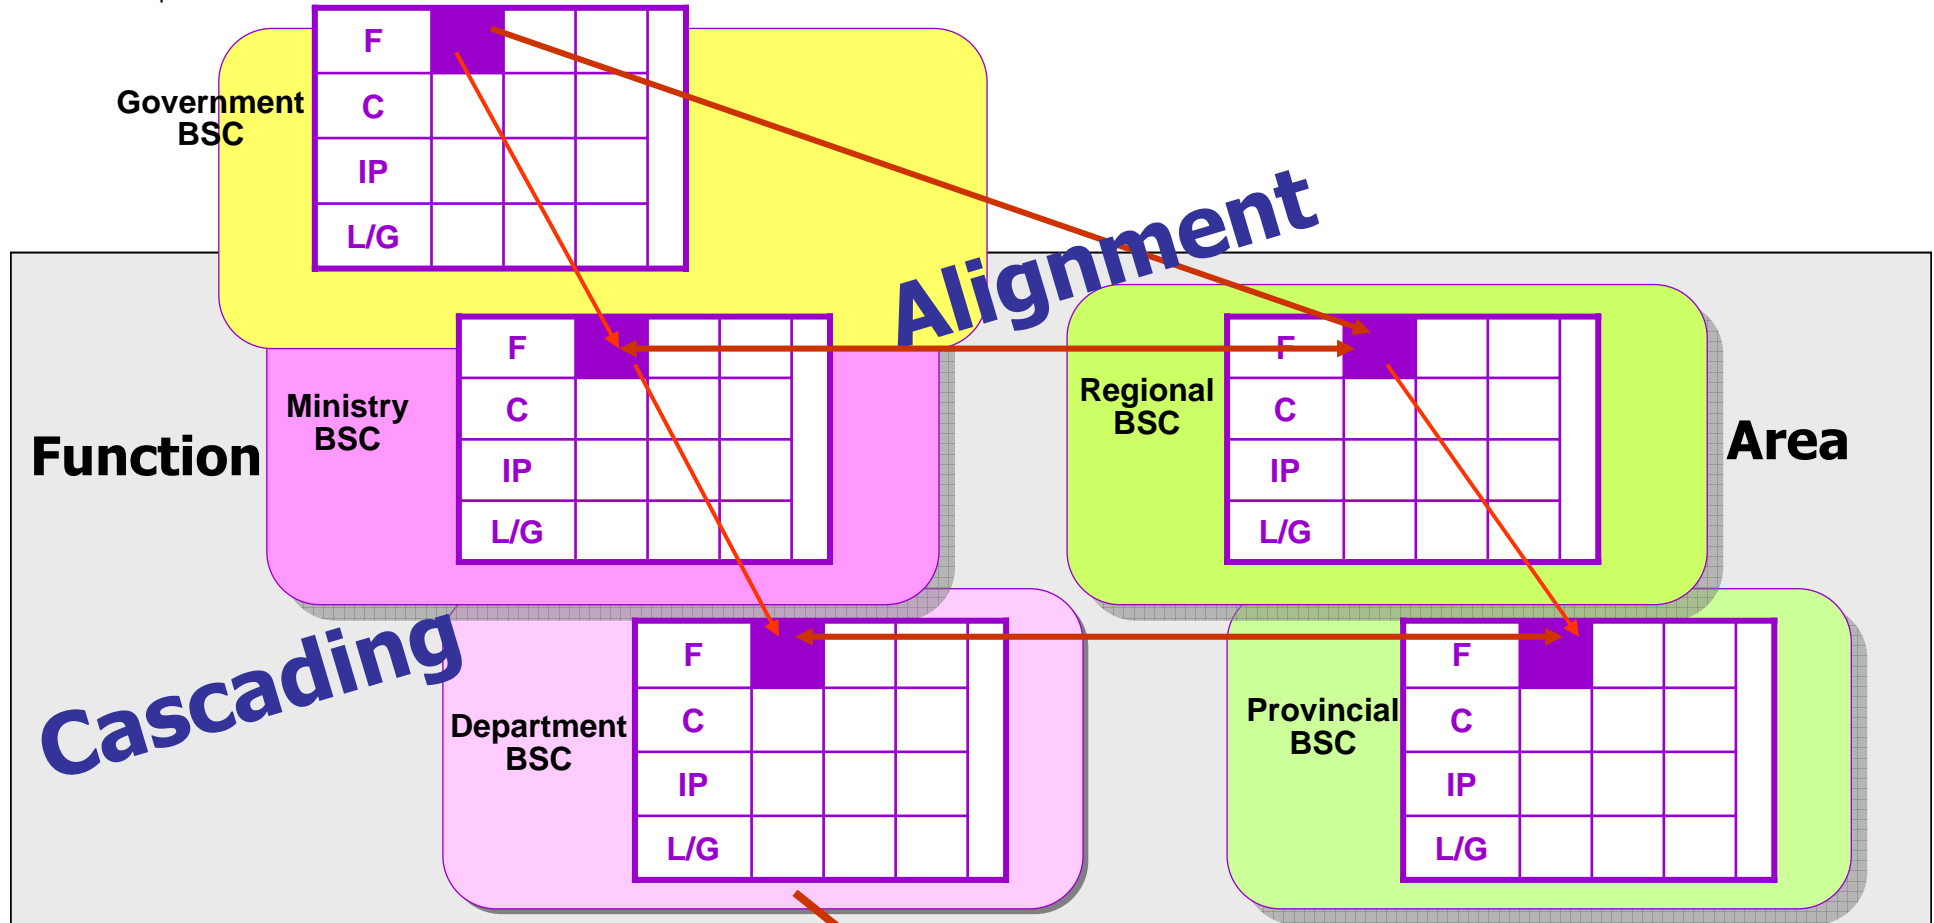 F
C
IP
L/G
Government
BSC
Alignment
F
C
IP
L/G
Ministry
BSC
Function
F
C
IP
L/G
Regional
BSC
Area
Cascading
F
C
IP
L/G
Department
BSC
F
C
IP
L/G
Provincial
BSC